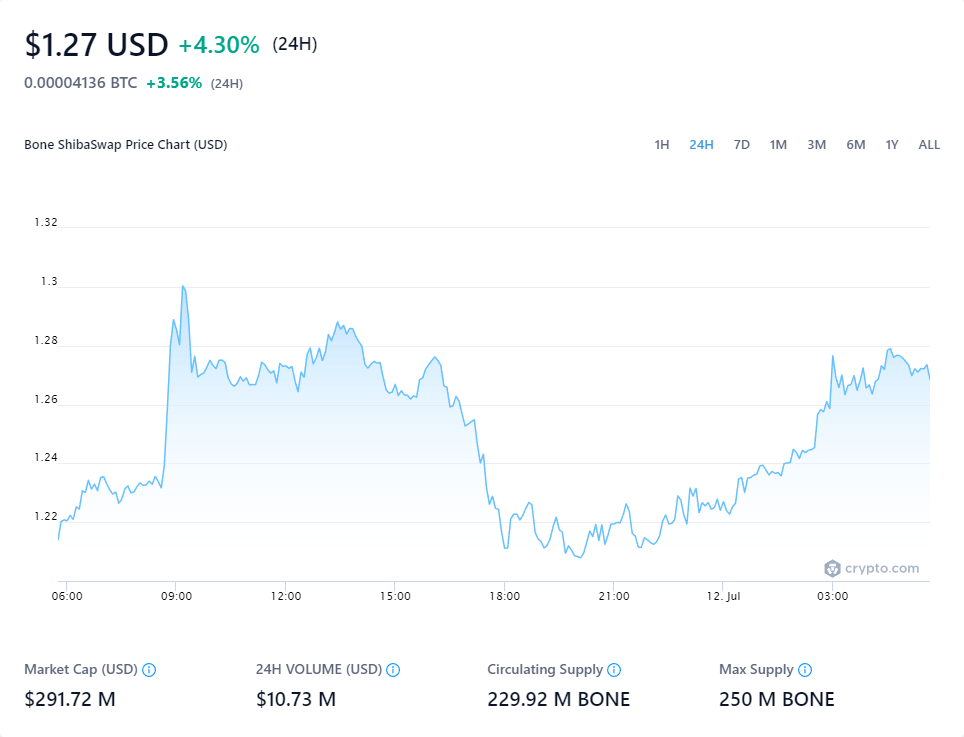 $1.27 USD +4.30% (24H)
0.00004136 BTC +3.56% (24H)
Bone ShibaSwap Price Chart (USD) 1H 24H 7D 1M 3M 6M 1Y ALL
1.32
1.3
1.28
1.26
1.24
1.22
crypto.com
06:00 09:00 12:00 15:00 18:00 21:00 12. Jul 03:00
Market Cap (USD) 24H VOLUME (USD) Circulating Supply Max Supply
$291.72 M $10.73 M 229.92 M BONE 250 M BONE